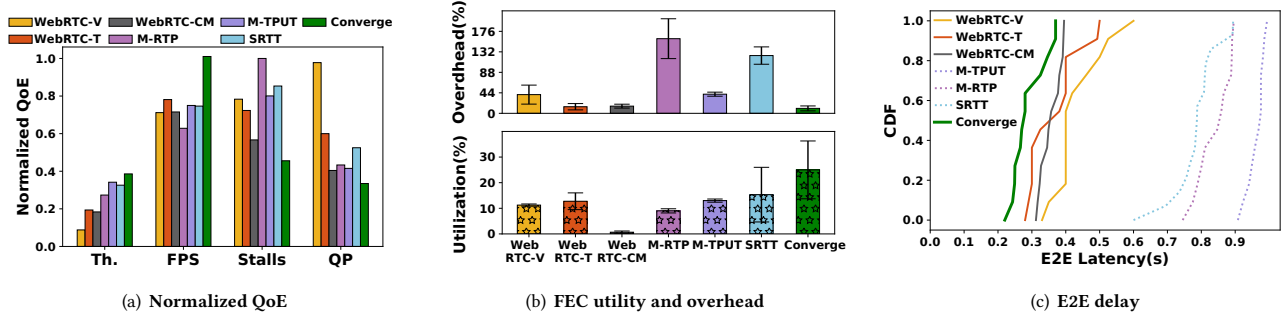 WebRTC-V WebRTC-CM M-TPUT Converge
WebRTC-T M-RTP SRTT
Normalized QoE
1.0
0.8
0.6
0.4
0.2
0.0
Th. FPS Stalls QP
(a) Normalized QoE
Overdhead(%)
176
132
88
44
0
Utilization(%)
30
20
10
0
Web RTC-V
Web RTC-T
Web RTC-CM
M-RTP
M-TPUT
SRTT
Converge
(b) FEC utility and overhead
CDF
1.0
0.8
0.6
0.4
0.2
0.0
WebRTC-V
WebRTC-T
WebRTC-CM
M-TPUT
M-RTP
SRTT
Converge
0.0 0.2 0.3 0.4 0.5 0.6 0.7 0.8 0.9
E2E Latency(s)
(c) E2E delay